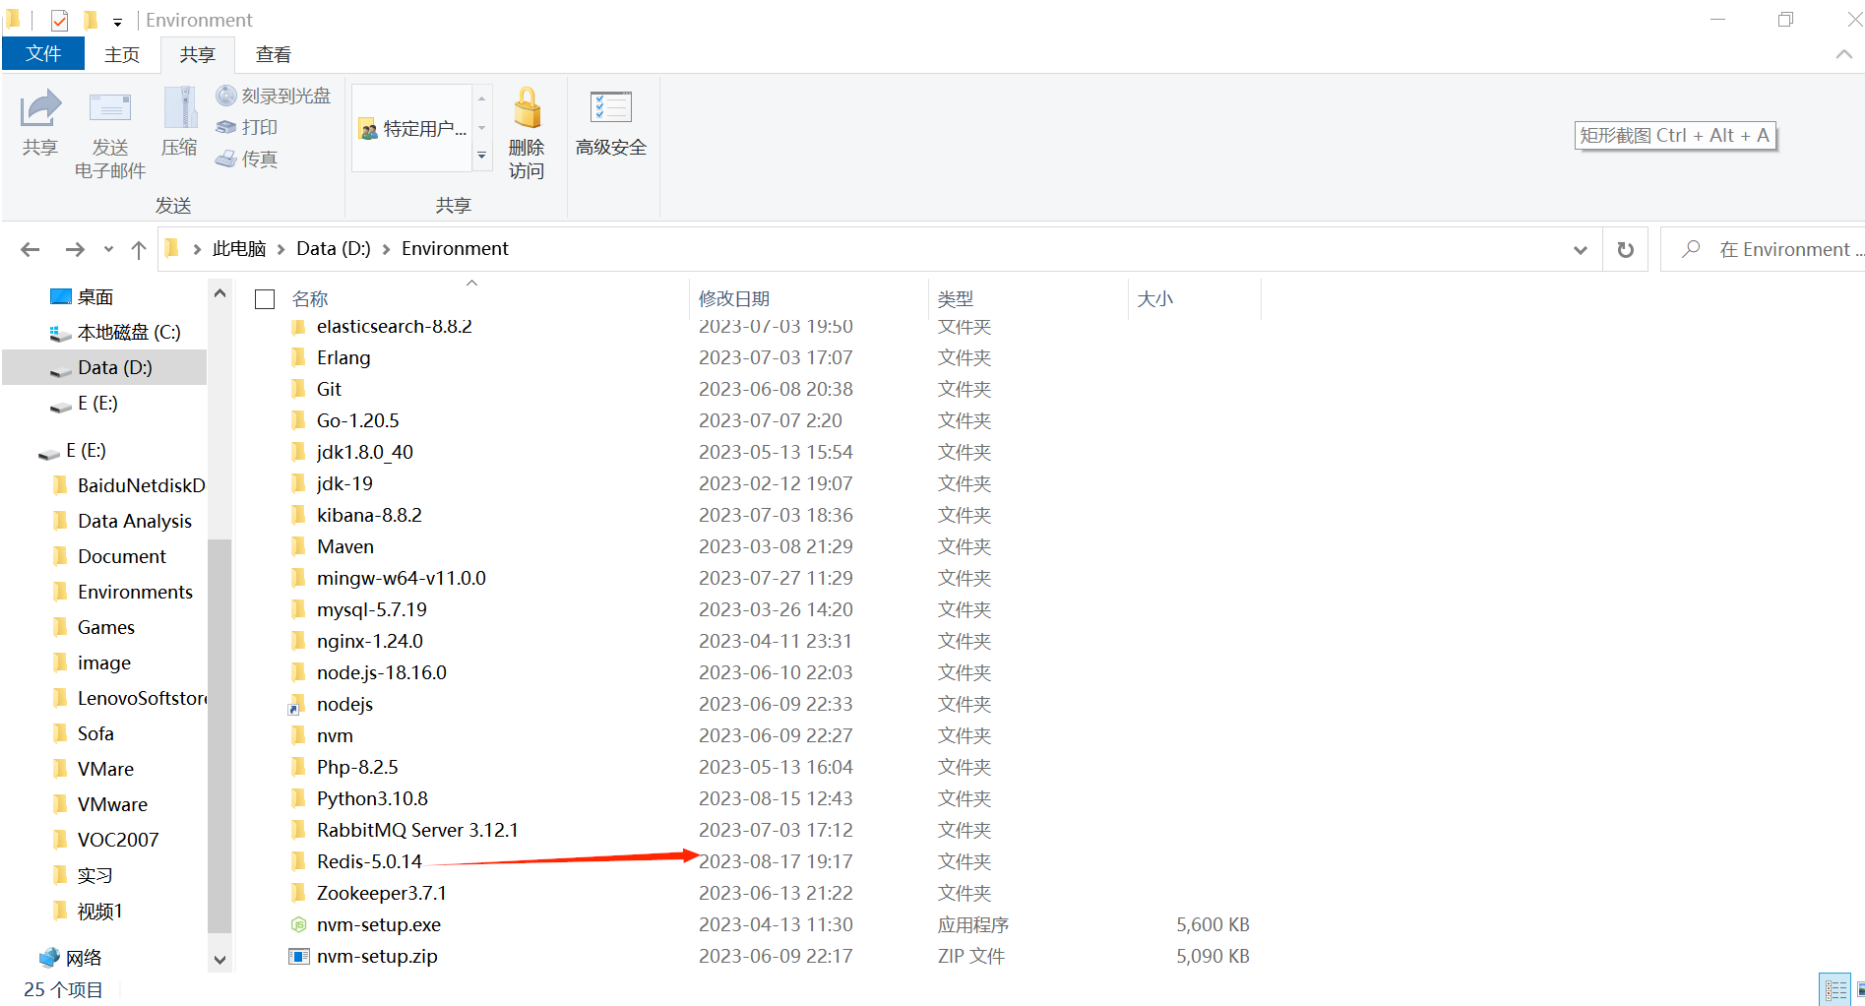 Environment
文件 主页 共享 查看
共享
发送
电子邮件
压缩
刻录到光盘
打印
传真
发送
特定用户...
删除
访问
共享
高级安全
矩形截图 Ctrl + Alt + A
此电脑 Data (D:) Environment
在 Environment ...
桌面
本地磁盘 (C:)
Data (D:)
E (E:)
E (E:)
BaiduNetdiskD
Data Analysis
Document
Environments
Games
image
LenovoSoftstore
Sofa
VMare
VMware
VOC2007
实习
视频1
网络
名称 修改日期 类型 大小
elasticsearch-8.8.2 2023-07-03 19:50 文件夹
Erlang 2023-07-03 17:07 文件夹
Git 2023-06-08 20:38 文件夹
Go-1.20.5 2023-07-07 2:20 文件夹
jdk1.8.0_40 2023-05-13 15:54 文件夹
jdk-19 2023-02-12 19:07 文件夹
kibana-8.8.2 2023-07-03 18:36 文件夹
Maven 2023-03-08 21:29 文件夹
mingw-w64-v11.0.0 2023-07-27 11:29 文件夹
mysql-5.7.19 2023-03-26 14:20 文件夹
nginx-1.24.0 2023-04-11 23:31 文件夹
node.js-18.16.0 2023-06-10 22:03 文件夹
nodejs 2023-06-09 22:33 文件夹
nvm 2023-06-09 22:27 文件夹
Php-8.2.5 2023-05-13 16:04 文件夹
Python3.10.8 2023-08-15 12:43 文件夹
RabbitMQ Server 3.12.1 2023-07-03 17:12 文件夹
Redis-5.0.14 2023-08-17 19:17 文件夹
Zookeeper3.7.1 2023-06-13 21:22 文件夹
nvm-setup.exe 2023-04-13 11:30 应用程序 5,600 KB
nvm-setup.zip 2023-06-09 22:17 ZIP 文件 5,090 KB
25 个项目